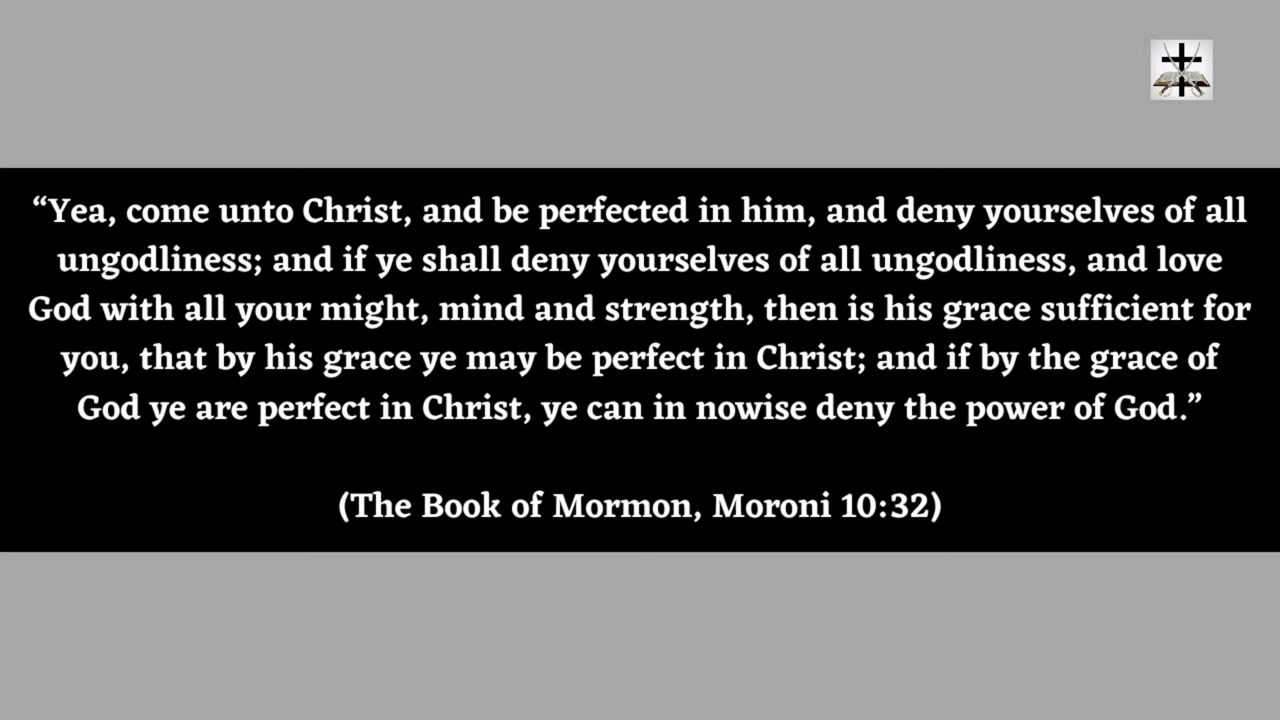 “Yea, come unto Christ, and be perfected in him, and deny yourselves of all
ungodliness; and if ye shall deny yourselves of all ungodliness, and love
God with all your might, mind and strength, then is his grace sufficient for
you, that by his grace ye may be perfect in Christ; and if by the grace of
God ye are perfect in Christ, ye can in nowise deny the power of God.”
(The Book of Mormon, Moroni 10:32)